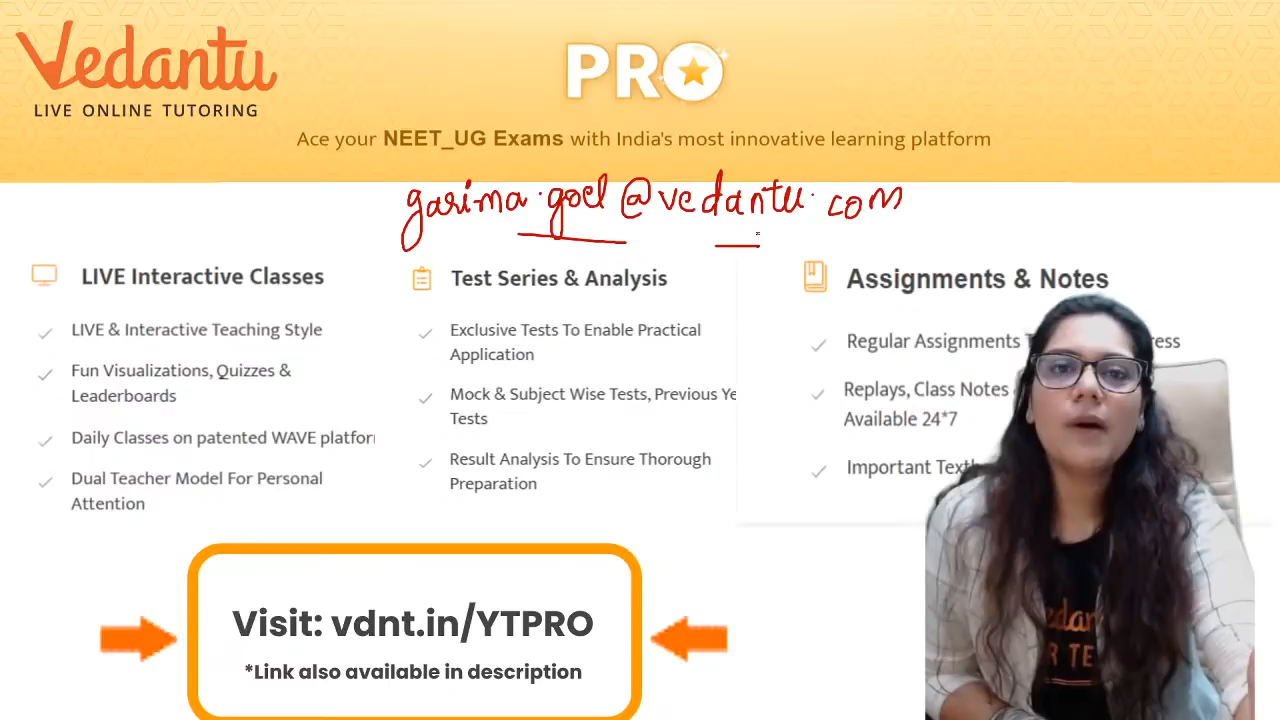 Vedantu
LIVE ONLINE TUTORING
PRO
Ace your NEET_UG Exams with India's most innovative learning platform
garima.goel@vedantu.com
LIVE Interactive Classes
LIVE & Interactive Teaching Style
Fun Visualizations, Quizzes &
Leaderboards
Daily Classes on patented WAVE platfor
Dual Teacher Model For Personal
Attention
Test Series & Analysis
Exclusive Tests To Enable Practical
Application
Mock & Subject Wise Tests, Previous Ye
Tests
Result Analysis To Ensure Thorough
Preparation
Assignments & Notes
Regular Assignments
Replays, Class Notes
Available 24*7
Important
Visit: vdnt.in/YTPRO
*Link also available in description